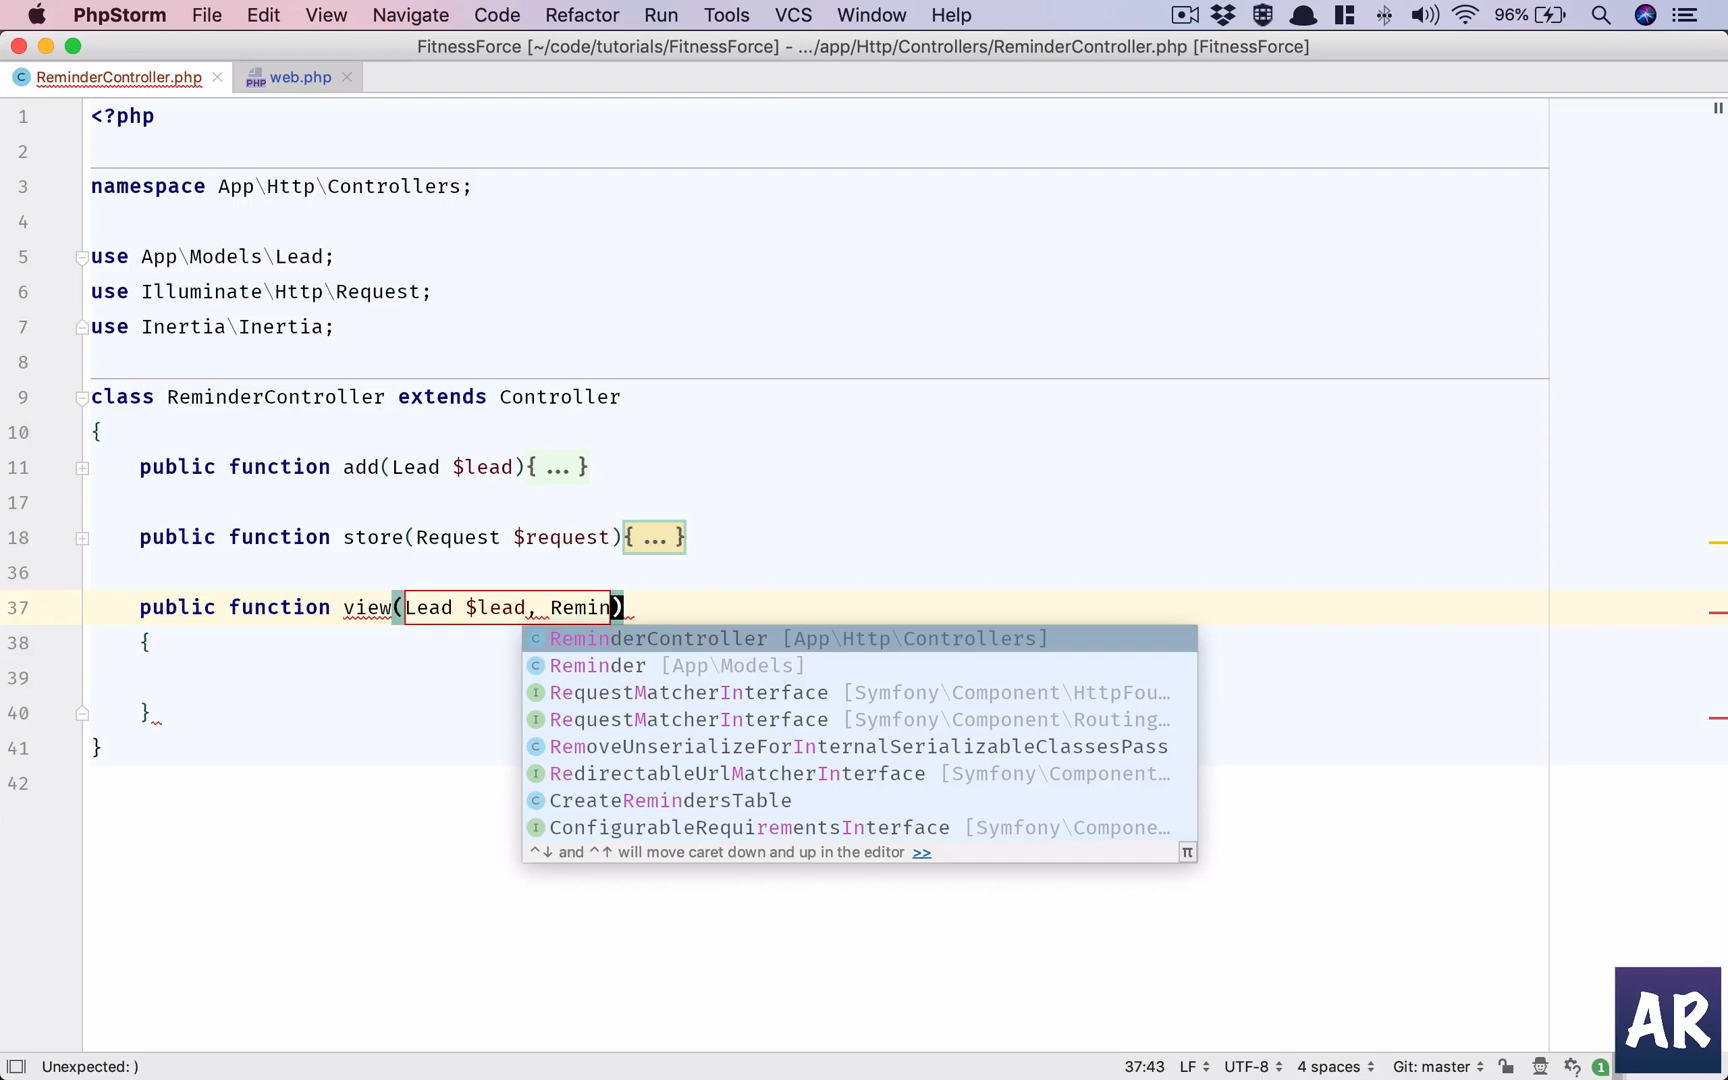 PhpStorm File Edit View Navigate Code Refactor Run Tools VCS Window Help 96%
FitnessForce [~/code/tutorials/FitnessForce] - .../app/Http/Controllers/ReminderController.php [FitnessForce]
C ReminderController.php PHP web.php
1 <?php
2
3 namespace App\Http\Controllers;
4
5 use App\Models\Lead;
6 use Illuminate\Http\Request;
7 use Inertia\Inertia;
8
9 class ReminderController extends Controller
10 {
11 public function add(Lead $lead){ ... }
17
18 public function store(Request $request){ ... }
36
37 public function view(Lead $lead, Remin)
38 {
C ReminderController [App\Http\Controllers]
C Reminder [App\Models]
39
I RequestMatcherInterface [Symfony\Component\HttpFou…
40 }
I RequestMatcherInterface [Symfony\Component\Routing…
41 }
C RemoveUnserializeForInternalSerializableClassesPass
42
I RedirectableUrlMatcherInterface [Symfony\Component…
C CreateRemindersTable
I ConfigurableRequirementsInterface [Symfony\Compone…
^↓ and ^↑ will move caret down and up in the editor >> π
AR
Unexpected: ) 37:43 LF UTF-8 4 spaces Git: master 1